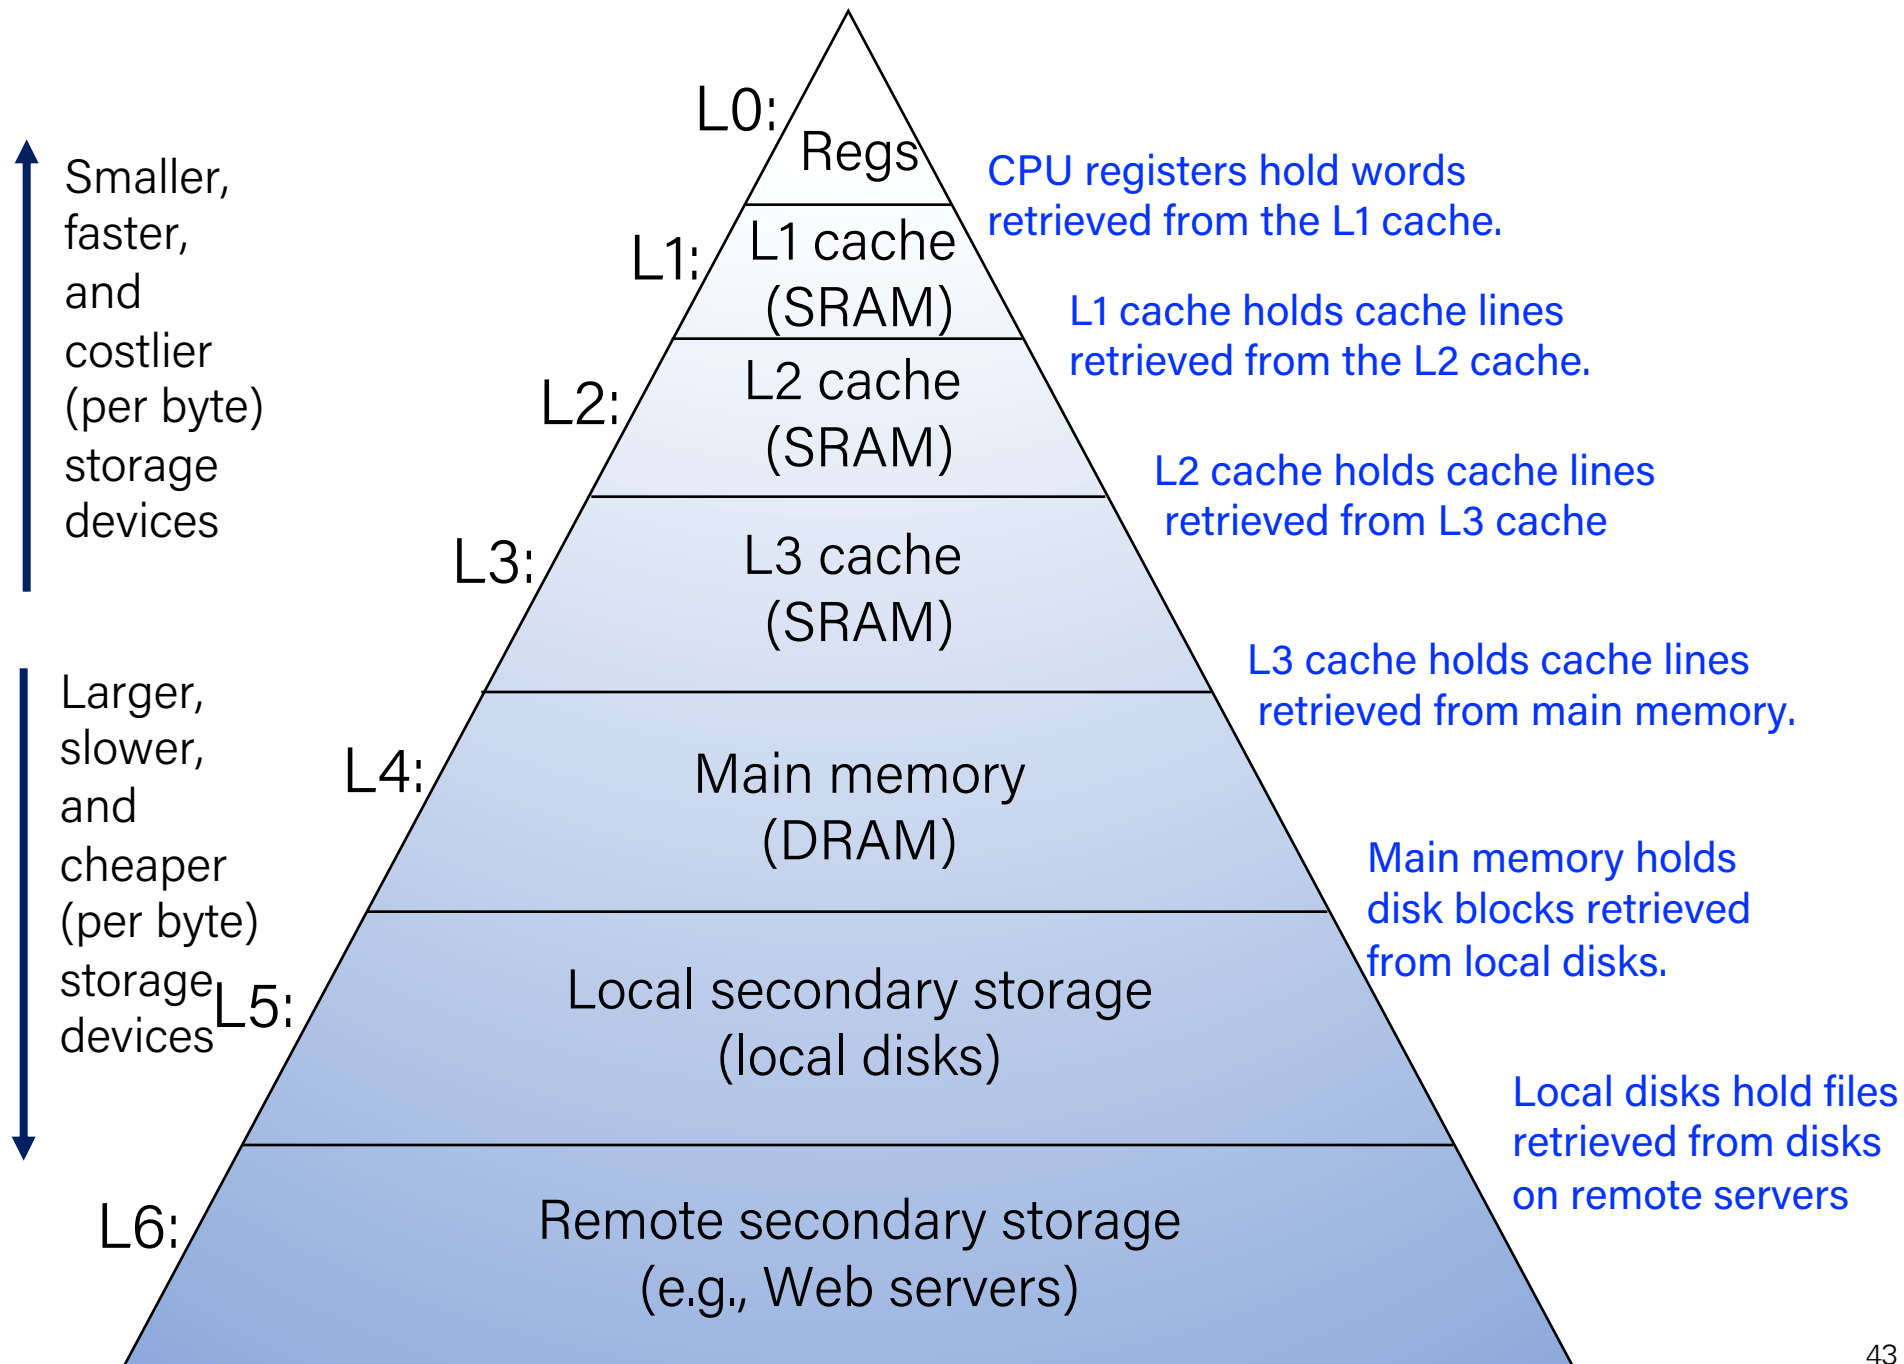 L0:
Regs
CPU registers hold words
retrieved from the L1 cache.
Smaller,
faster,
and
costlier
(per byte)
storage
devices
L1:
L1 cache
(SRAM)
L1 cache holds cache lines
retrieved from the L2 cache.
L2:
L2 cache
(SRAM)
L2 cache holds cache lines
retrieved from L3 cache
L3:
L3 cache
(SRAM)
L3 cache holds cache lines
retrieved from main memory.
Larger,
slower,
and
cheaper
(per byte)
storage
devices
L4:
Main memory
(DRAM)
Main memory holds
disk blocks retrieved
from local disks.
L5:
Local secondary storage
(local disks)
Local disks hold files
retrieved from disks
on remote servers
L6:
Remote secondary storage
(e.g., Web servers)
43